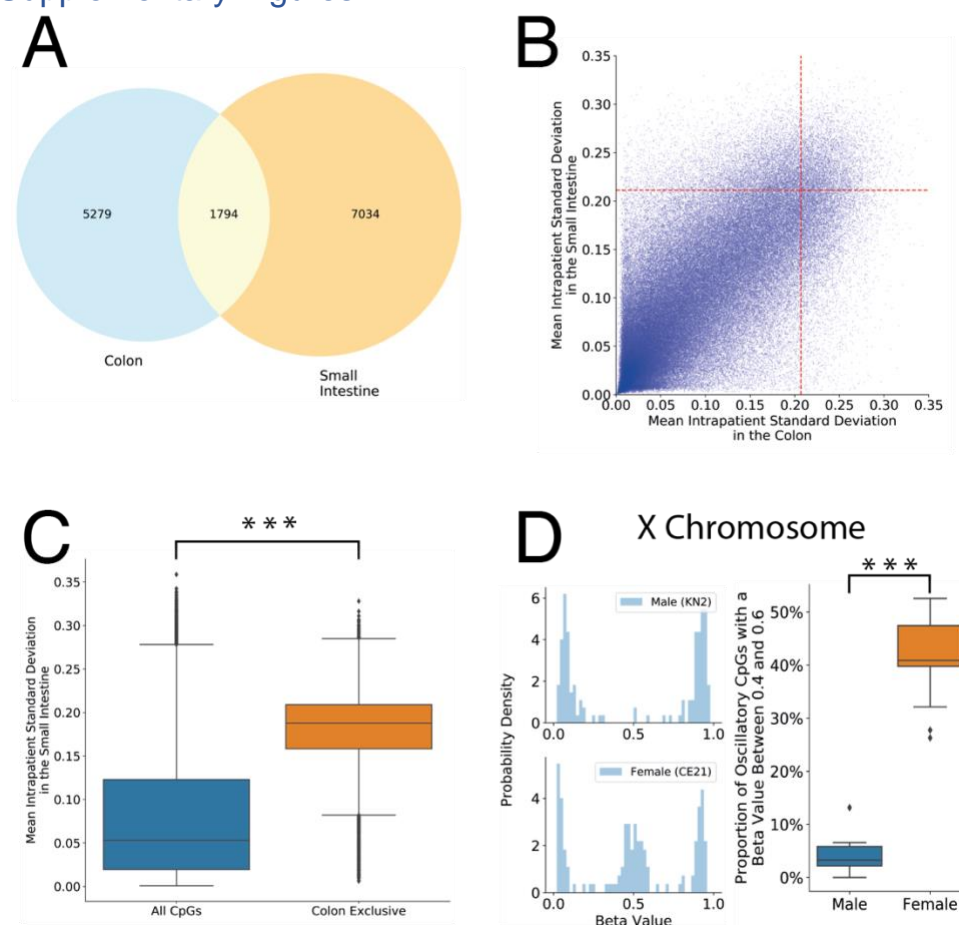 Supplementary Figures
A
5279
1794
7034
Colon
Small
Intestine
B
Mean Intrapatient Standard Deviation
in the Small Intestine
0.35
0.30
0.25
0.20
0.15
0.10
0.05
0.00
0.00 0.05 0.10 0.15 0.20 0.25 0.30 0.35
Mean Intrapatient Standard Deviation
in the Colon
C
***
Mean Intrapatient Standard Deviation
in the Small Intestine
0.35
0.30
0.25
0.20
0.15
0.10
0.05
0.00
All CpGs Colon Exclusive
D
X Chromosome
Probability Density
6
4
2
0
Male (KN2)
0.0 0.5 1.0
4
2
0
Female (CE21)
0.0 0.5 1.0
Beta Value
***
Proportion of Oscillatory CpGs with a
Beta Value Between 0.4 and 0.6
50%
40%
30%
20%
10%
0%
Male Female